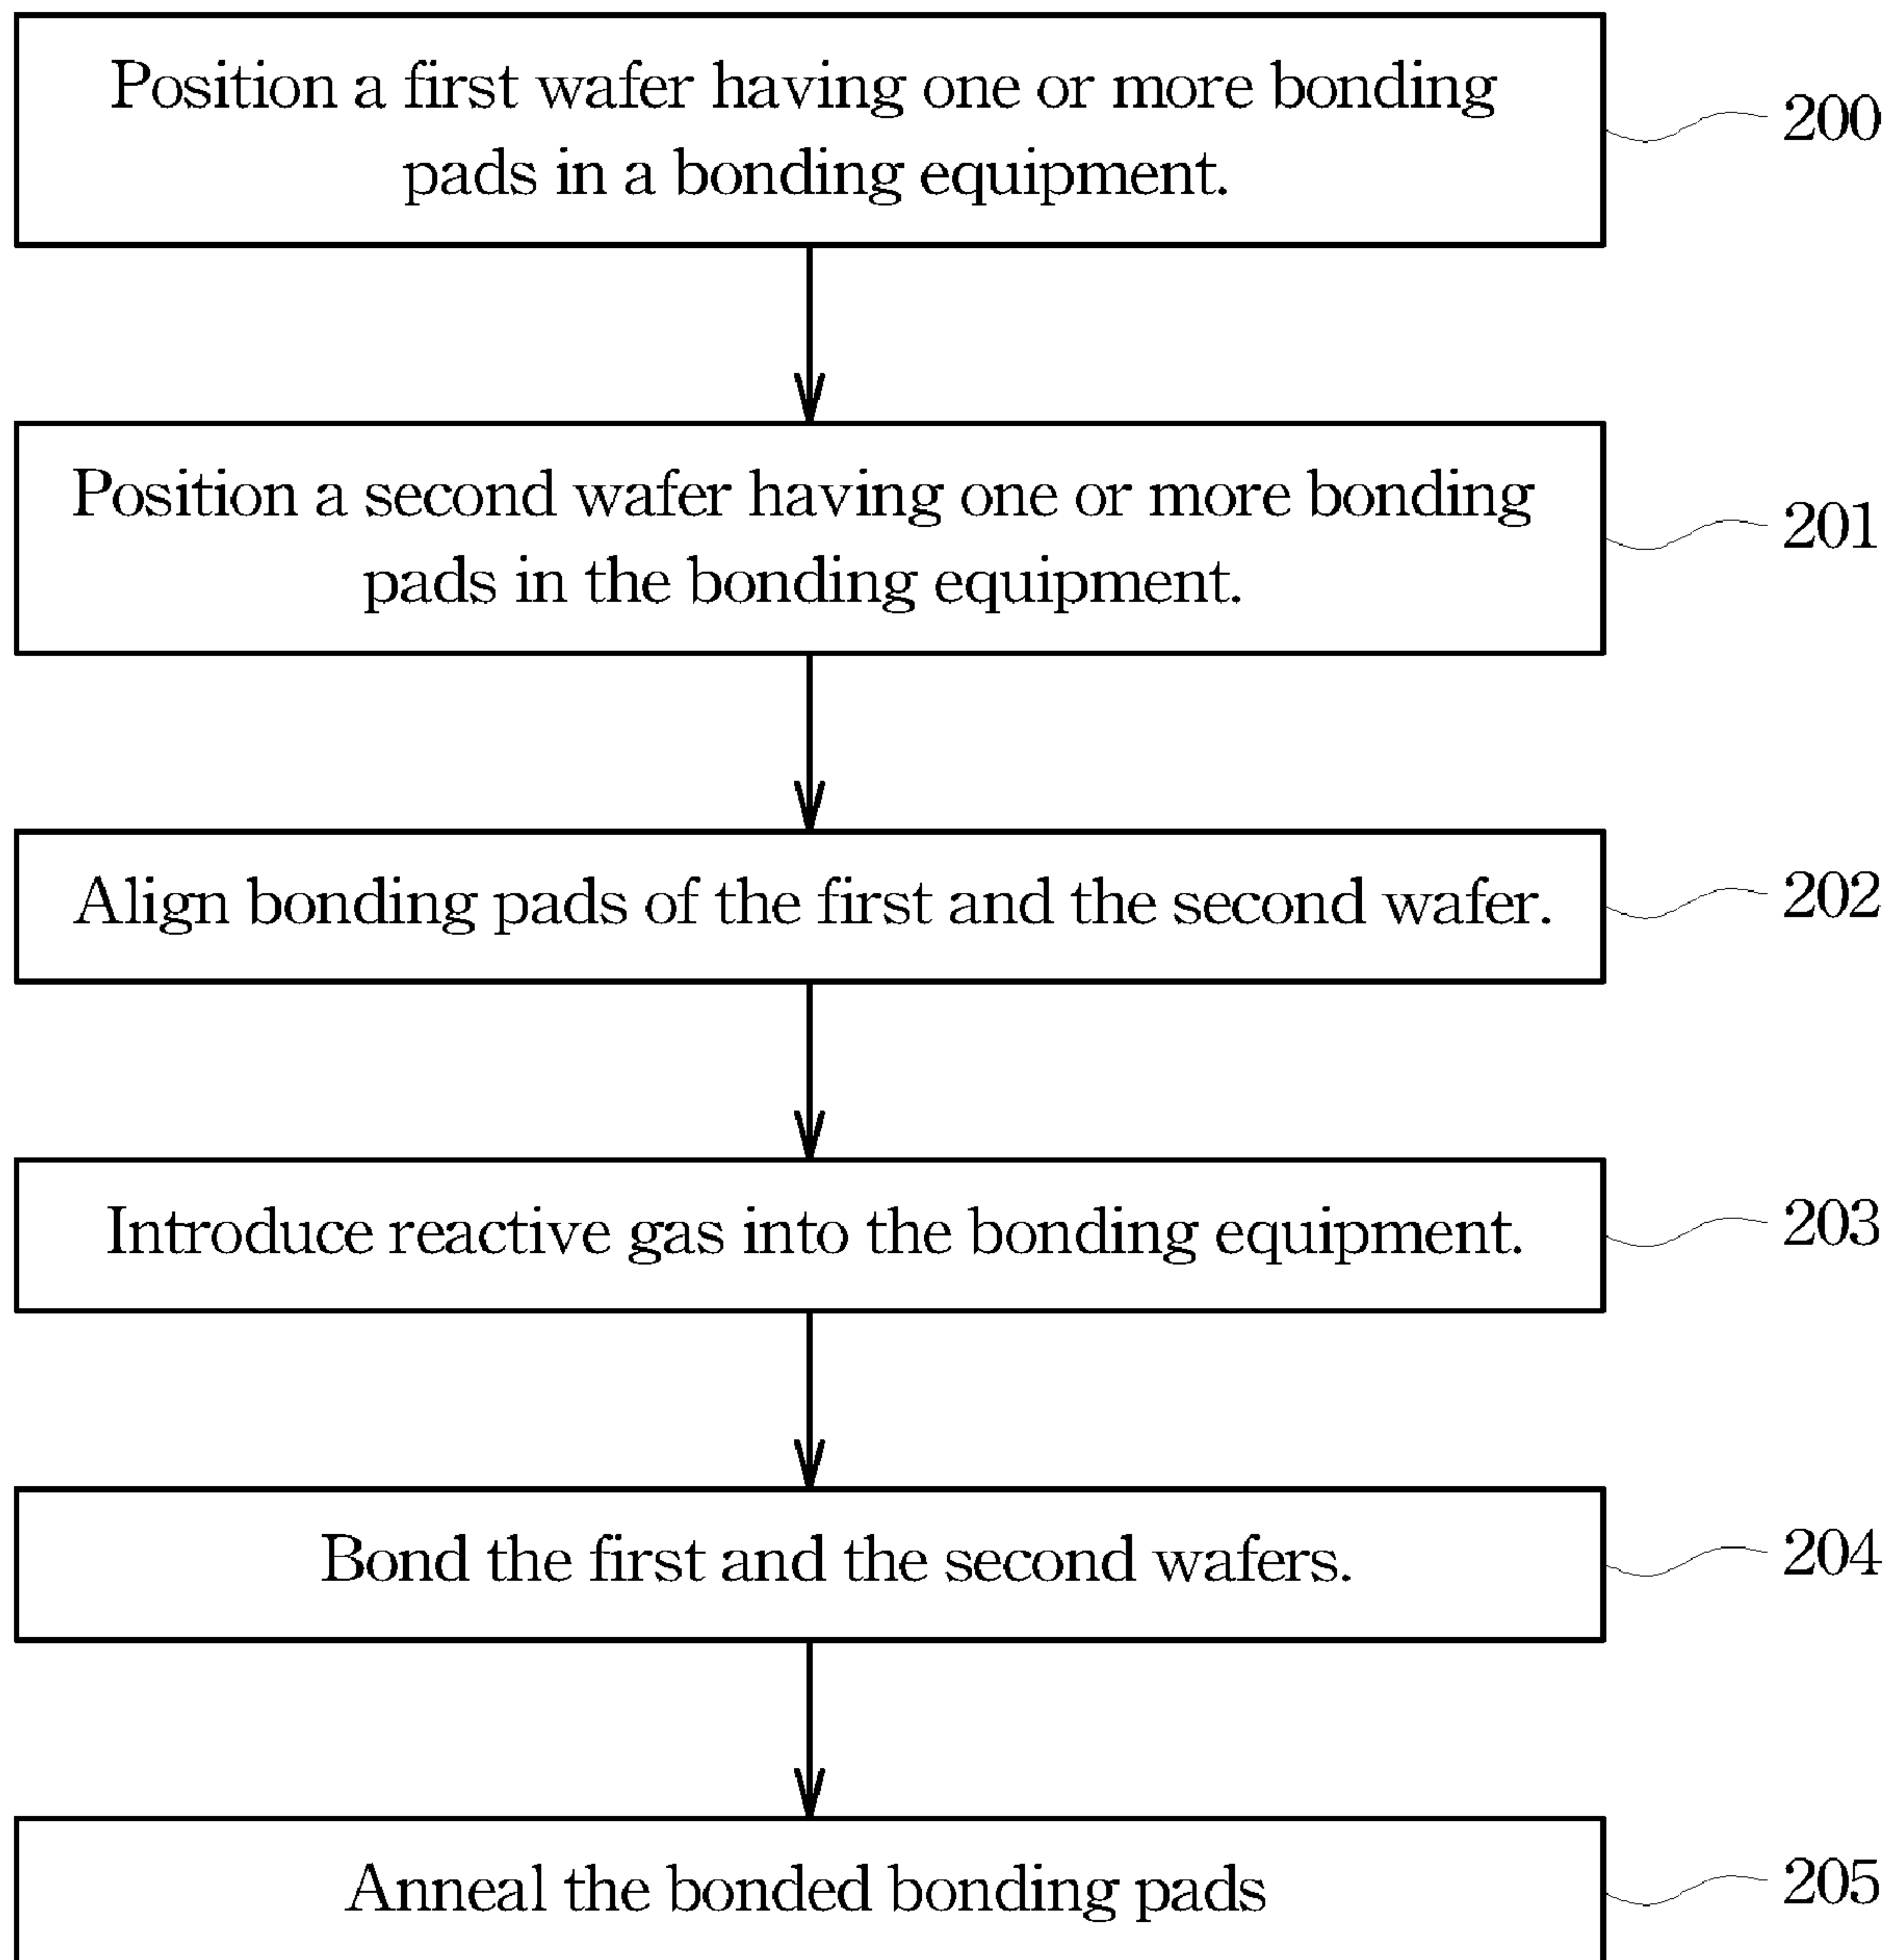 Position a first wafer having one or more bonding
pads in a bonding equipment.
200
Position a second wafer having one or more bonding
pads in the bonding equipment.
201
Align bonding pads of the first and the second wafer.
202
Introduce reactive gas into the bonding equipment.
203
Bond the first and the second wafers.
204
Anneal the bonded bonding pads
205